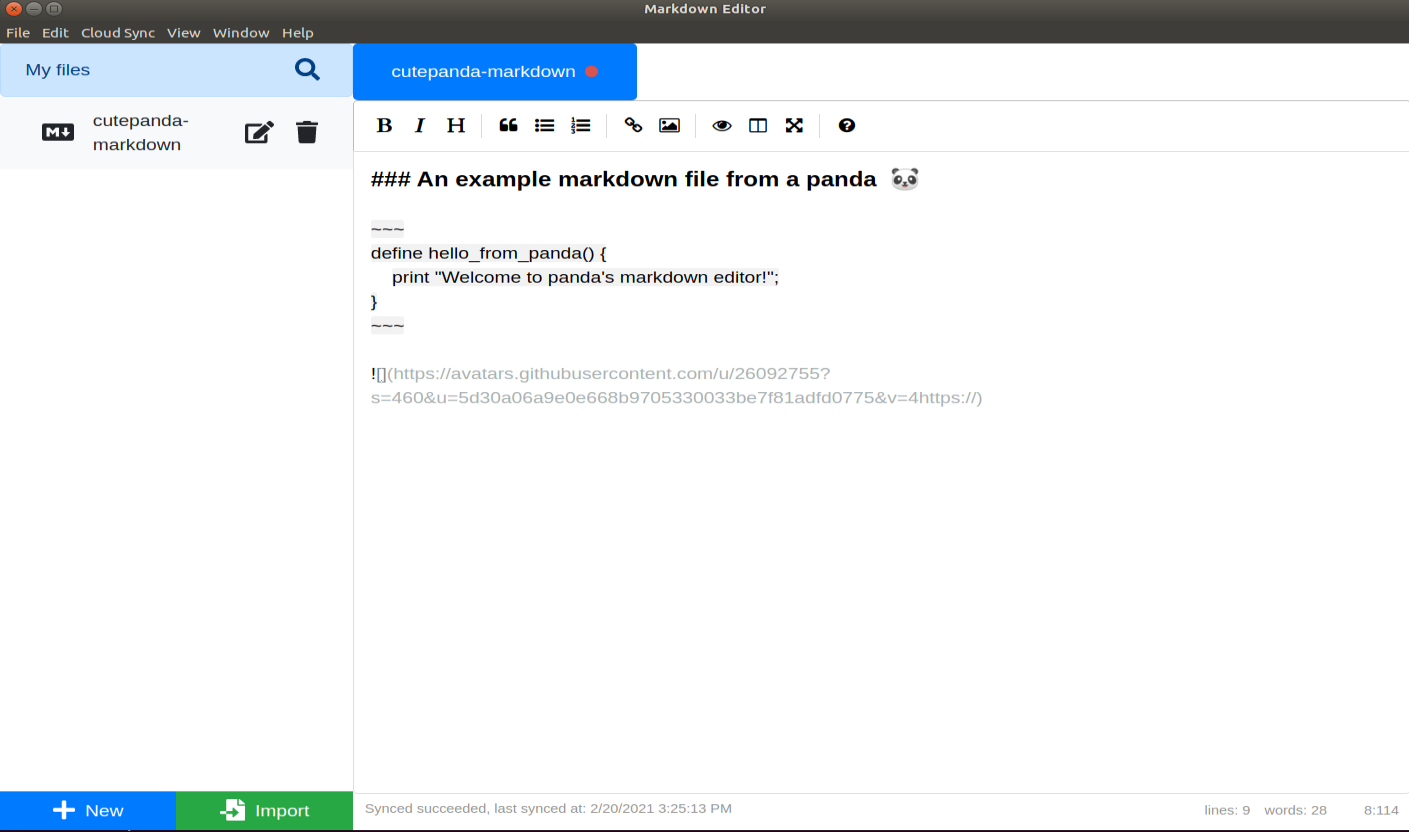 Markdown Editor
File Edit Cloud Sync View Window Help
My files
cutepanda-markdown
cutepanda-
markdown
B I H
### An example markdown file from a panda 🐼
~~~
define hello_from_panda() {
print "Welcome to panda's markdown editor!";
}
~~~
![](https://avatars.githubusercontent.com/u/26092755?
s=460&u=5d30a06a9e0e668b9705330033be7f81adfd0775&v=4https://)
New
Import
Synced succeeded, last synced at: 2/20/2021 3:25:13 PM
lines: 9 words: 28 8:114